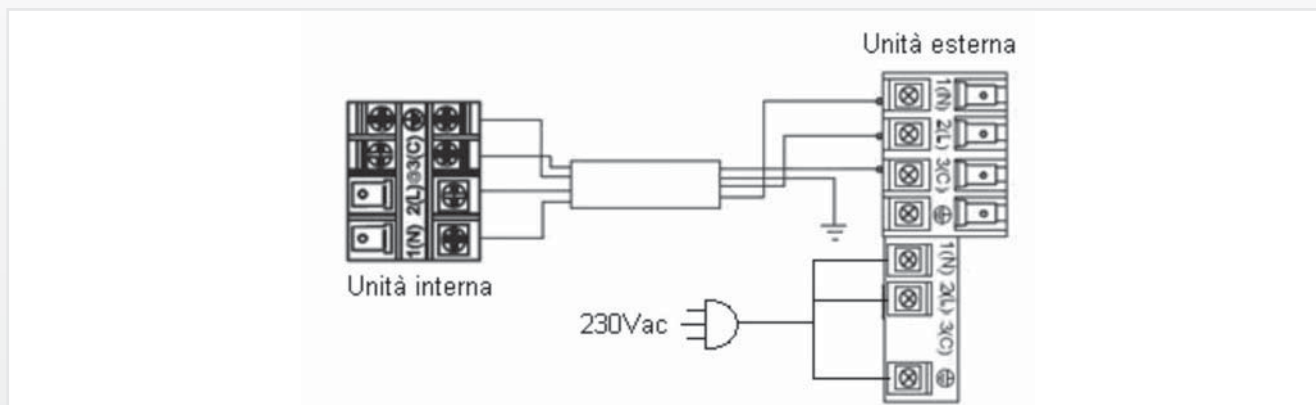 Unità esterna
1(N)
2(L)
3(C)
3(C)
2(L)
1(N)
Unità interna
1(N)
2(L)
3(C)
230Vac